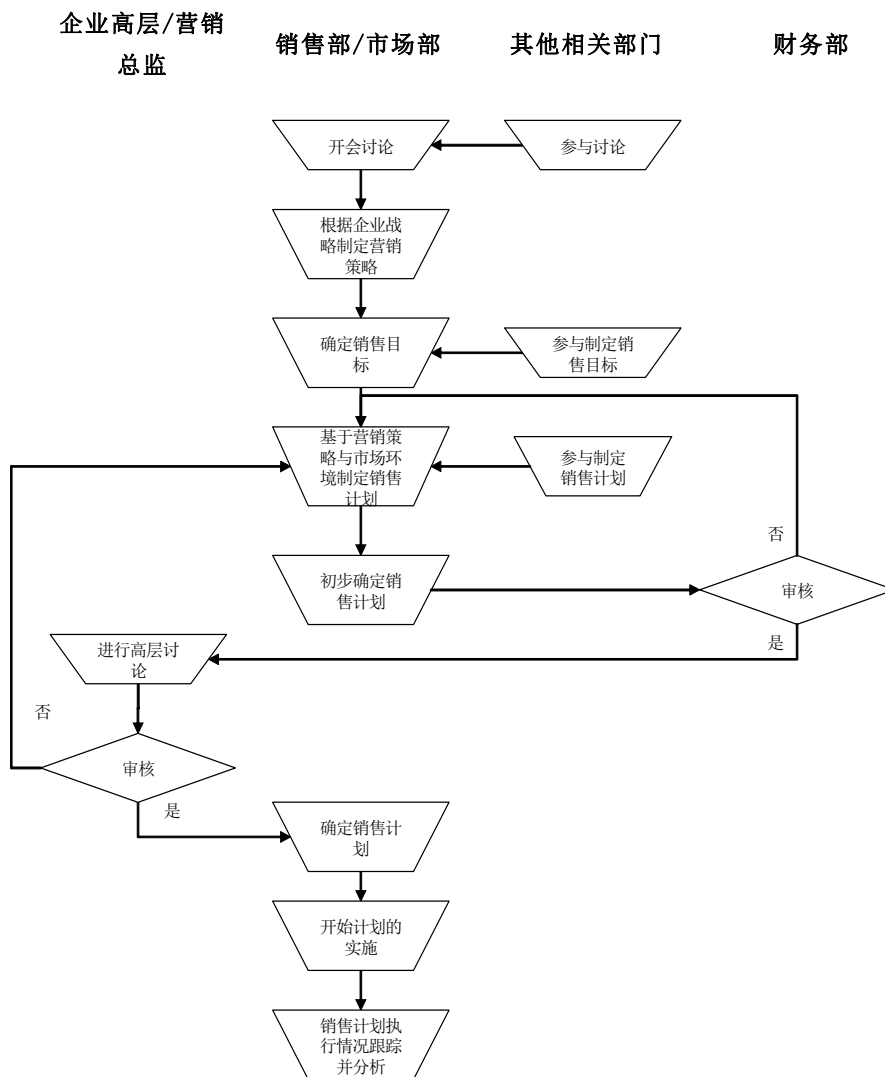 企业高层/营销
总监
销售部/市场部
其他相关部门
财务部
开会讨论
参与讨论
根据企业战
略制定营销
策略
确定销售目
标
参与制定销
售目标
基于营销策
略与市场环
境制定销售
计划
参与制定
销售计划
否
初步确定销
售计划
审核
是
进行高层讨
论
否
审核
是
确定销售计
划
开始计划的
实施
销售计划执
行情况跟踪
并分析